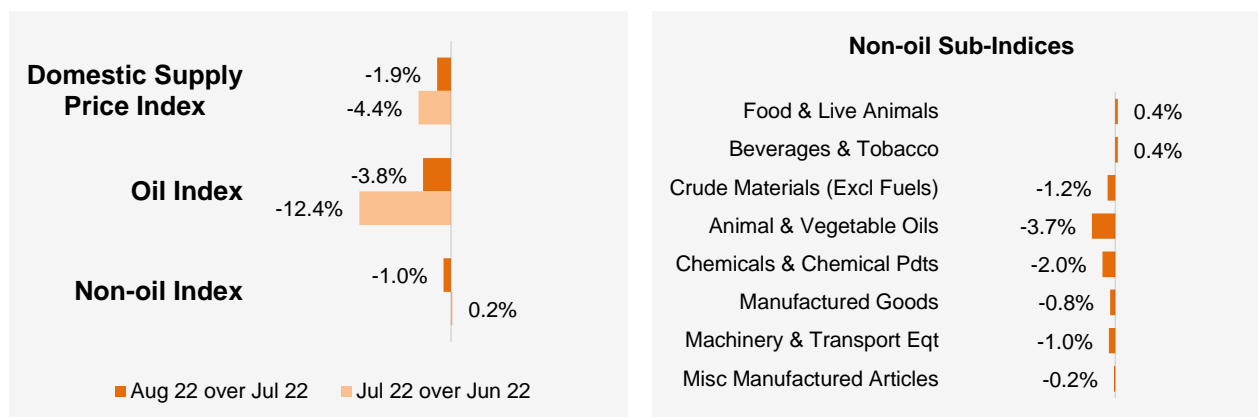 Domestic Supply
Price Index
-1.9%
-4.4%
Oil Index
-3.8%
-12.4%
Non-oil Index
-1.0%
0.2%
Aug 22 over Jul 22
Jul 22 over Jun 22
Non-oil Sub-Indices
Food & Live Animals 0.4%
Beverages & Tobacco 0.4%
Crude Materials (Excl Fuels) -1.2%
Animal & Vegetable Oils -3.7%
Chemicals & Chemical Pdts -2.0%
Manufactured Goods -0.8%
Machinery & Transport Eqt -1.0%
Misc Manufactured Articles -0.2%